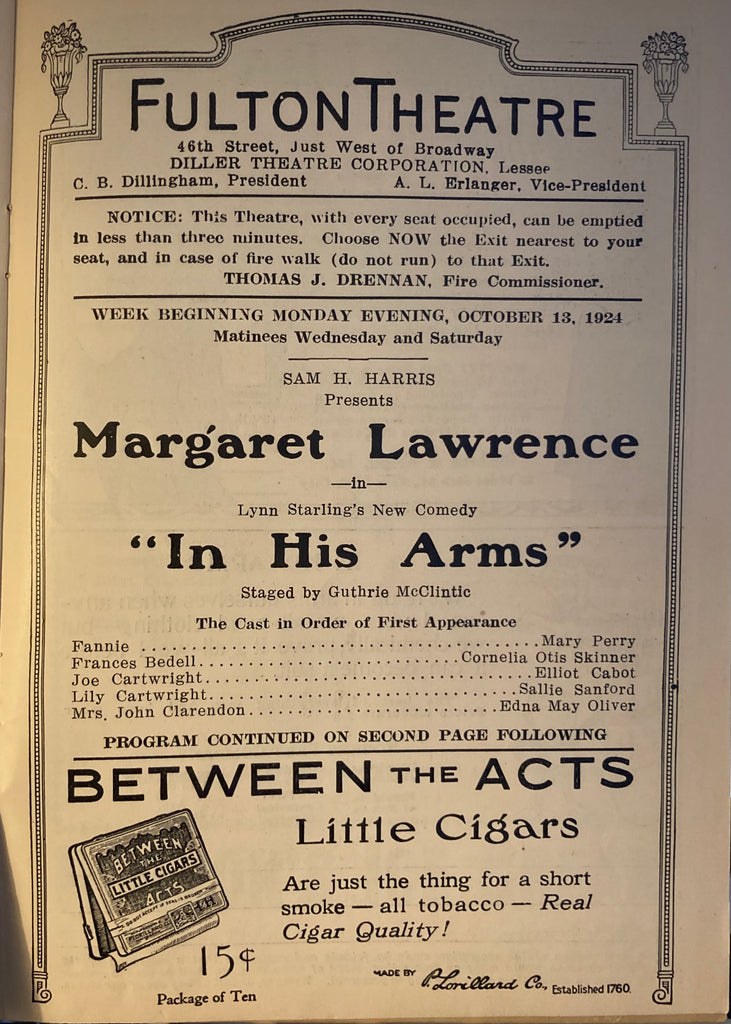 FULTON THEATRE
46th Street, Just West of Broadway
DILLER THEATRE CORPORATION, Lessee
C. B. Dillingham, President A. L. Erlanger, Vice-President
NOTICE: This Theatre, with every seat occupied, can be emptied
in less than three minutes. Choose NOW the Exit nearest to your
seat, and in case of fire walk (do not run) to that Exit.
THOMAS J. DRENNAN, Fire Commissioner.
WEEK BEGINNING MONDAY EVENING, OCTOBER 13, 1924
Matinees Wednesday and Saturday
SAM H. HARRIS
Presents
Margaret Lawrence
—in—
Lynn Starling's New Comedy
“In His Arms”
Staged by Guthrie McClintic
The Cast in Order of First Appearance
Fannie ........................................Mary Perry
Frances Bedell..........................Cornelia Otis Skinner
Joe Cartwright.................................Elliot Cabot
Lily Cartwright...............................Sallie Sanford
Mrs. John Clarendon.........................Edna May Oliver
PROGRAM CONTINUED ON SECOND PAGE FOLLOWING
BETWEEN THE ACTS
Little Cigars
BETWEEN
THE
LITTLE CIGARS
ACTS
Are just the thing for a short
smoke — all tobacco — Real
Cigar Quality!
15¢
Package of Ten
MADE BY P. Lorillard Co., Established 1760.